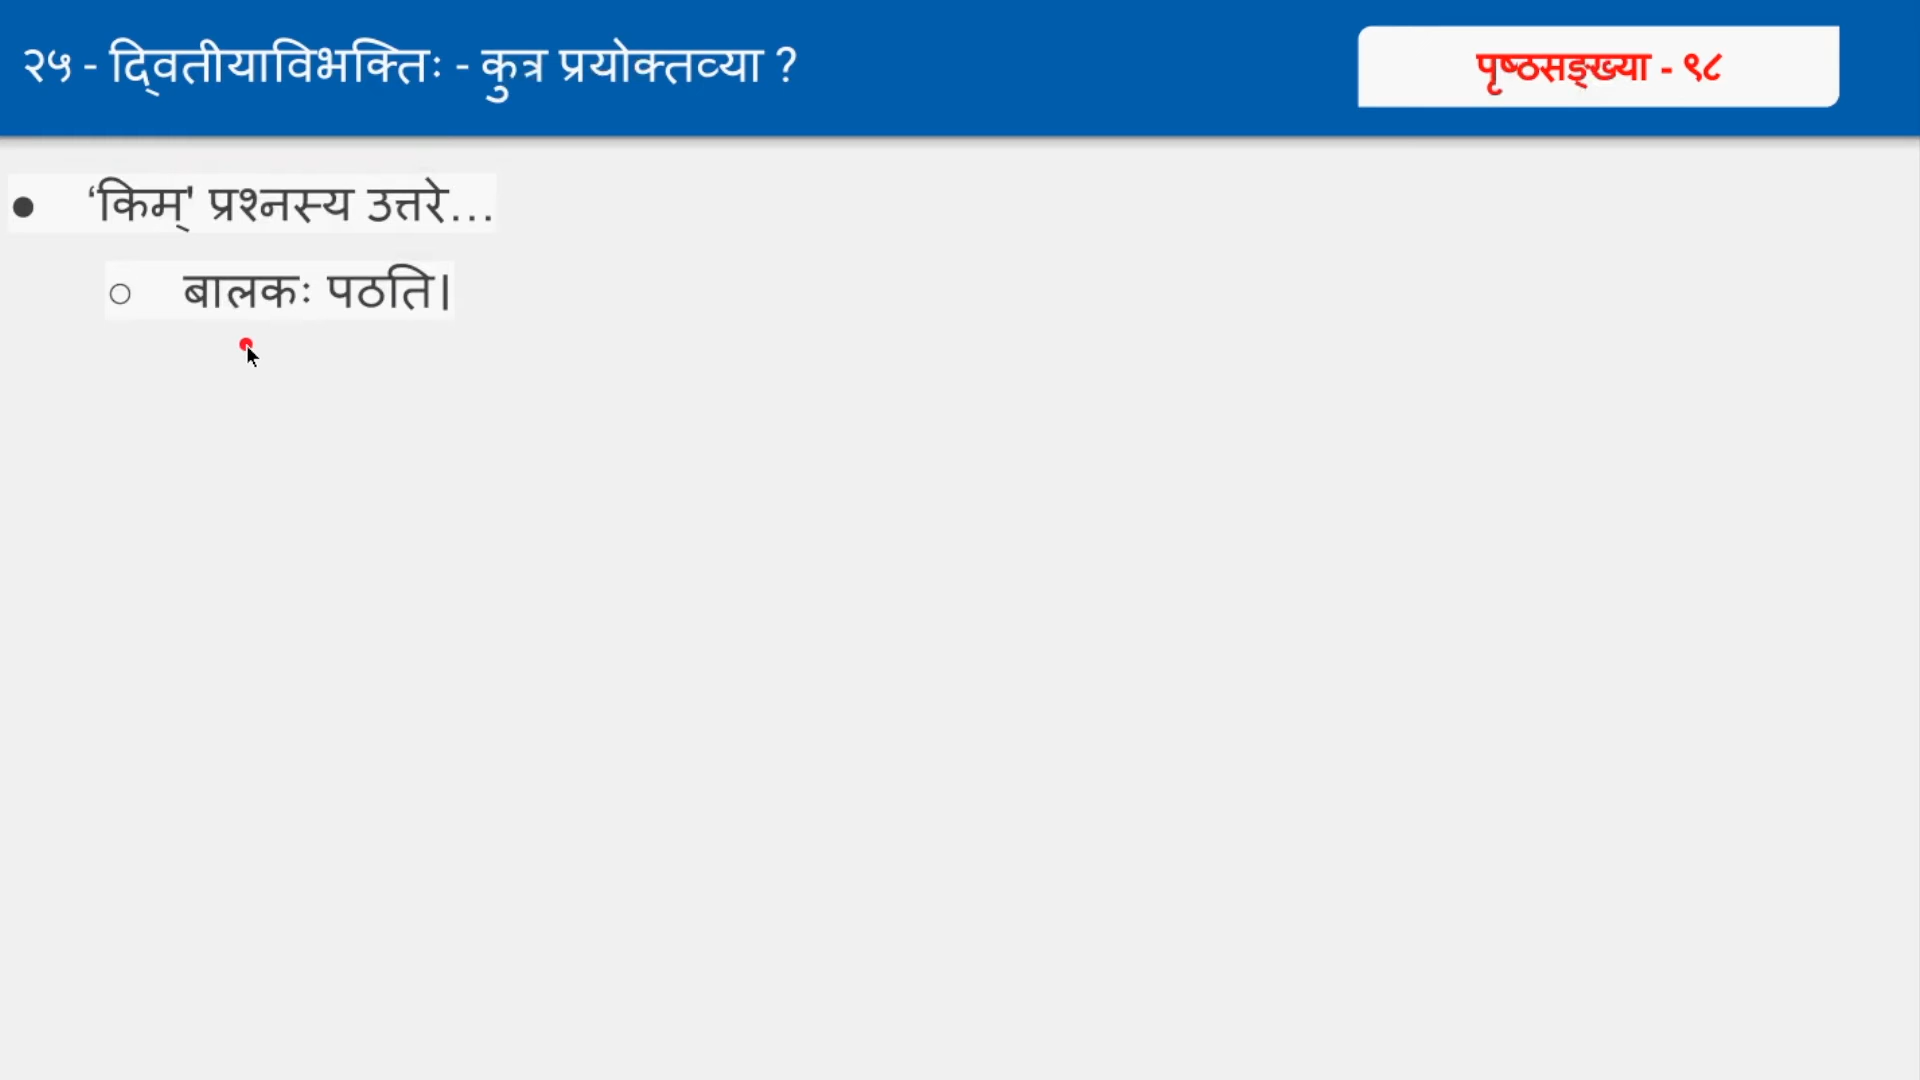 २५ - द्वितीयाविभक्तिः - कुत्र प्रयोक्तव्या ?
पृष्ठसङ्ख्या - ९८
● ‘किम्' प्रश्नस्य उत्तरे...
○ बालकः पठति।